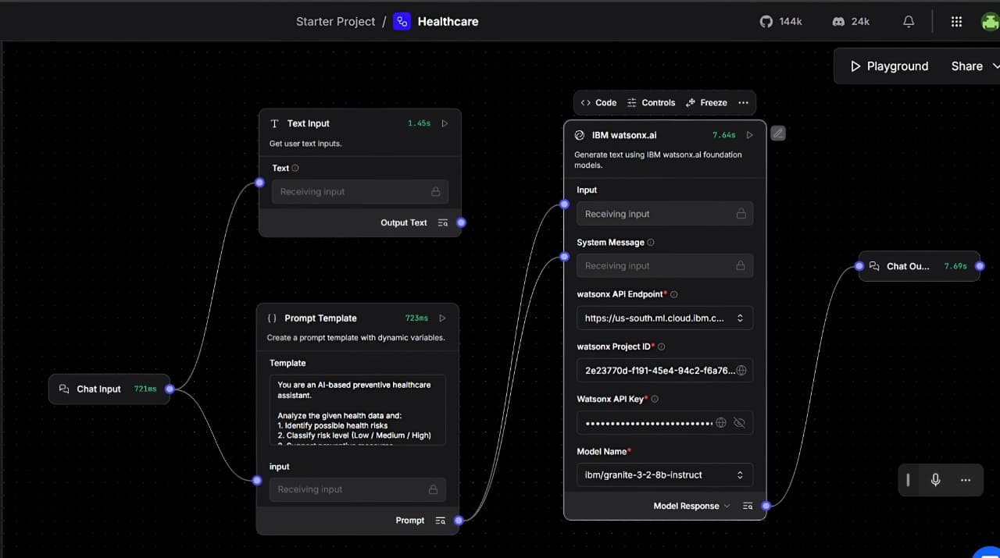 Starter Project / Healthcare
144k
24k
Playground
Share
Code
Controls
Freeze
Text Input
1.45s
Get user text inputs.
Text
Receiving input
Output Text
IBM watsonx.ai
7.64s
Generate text using IBM watsonx.ai foundation
models.
Input
Receiving input
System Message
Receiving input
watsonx API Endpoint*
https://us-south.ml.cloud.ibm.c...
watsonx Project ID*
2e23770d-f191-45e4-94c2-f6a76...
Watsonx API Key*
Model Name*
ibm/granite-3-2-8b-instruct
Model Response
Chat Ou...
7.69s
Prompt Template
723ms
Create a prompt template with dynamic variables.
Template
You are an AI-based preventive healthcare
assistant.
Analyze the given health data and:
1. Identify possible health risks
2. Classify risk level (Low / Medium / High)
input
Receiving input
Prompt
Chat Input
721ms